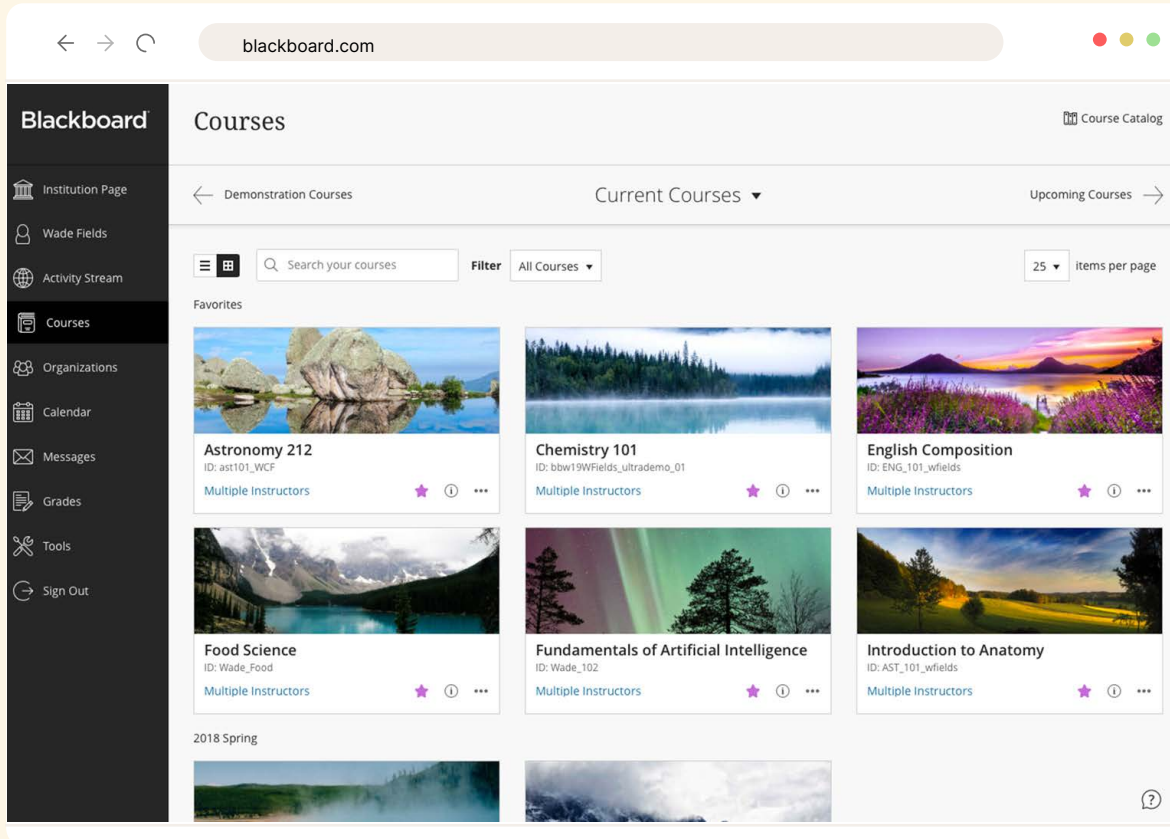 blackboard.com
Blackboard
Courses
Course Catalog
Institution Page
Wade Fields
Activity Stream
Courses
Organizations
Calendar
Messages
Grades
Tools
Sign Out
Demonstration Courses
Current Courses
Upcoming Courses
Search your courses
Filter
All Courses
25
items per page
Favorites
Astronomy 212
ID: ast101_WCF
Multiple Instructors
Chemistry 101
ID: bbw19WFields_ultrademo_01
Multiple Instructors
English Composition
ID: ENG_101_wfields
Multiple Instructors
Food Science
ID: Wade_Food
Multiple Instructors
Fundamentals of Artificial Intelligence
ID: Wade_102
Multiple Instructors
Introduction to Anatomy
ID: AST_101_wfields
Multiple Instructors
2018 Spring